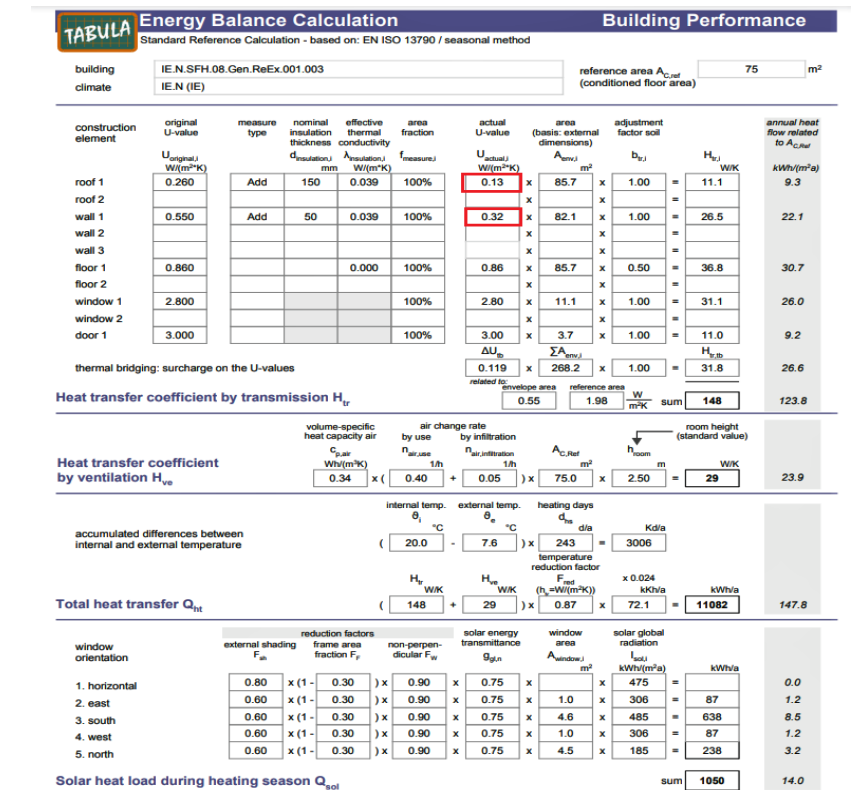 TABULA
Energy Balance Calculation Building Performance
Standard Reference Calculation - based on: EN ISO 13790 / seasonal method
building IE.N.SFH.08.Gen.ReEx.001.003 reference area A_C,ref 75 m²
climate IE.N (IE) (conditioned floor area)
construction element original U-value measure type nominal insulation thickness effective thermal conductivity area fraction actual U-value area (basis: external dimensions) adjustment factor soil annual heat flow related to A_C,Ref
U_original,i d_insulation,i λ_insulation,i f_measure,i U_actual,i A_env,i b_tr,i H_tr,i
W/(m²*K) mm W/(m*K) W/(m²*K) m² W/K kWh/(m²a)
roof 1 0.260 Add 150 0.039 100% 0.13 x 85.7 x 1.00 = 11.1 9.3
roof 2 x x =
wall 1 0.550 Add 50 0.039 100% 0.32 x 82.1 x 1.00 = 26.5 22.1
wall 2 x x =
wall 3 x x =
floor 1 0.860 0.000 100% 0.86 x 85.7 x 0.50 = 36.8 30.7
floor 2 x x =
window 1 2.800 100% 2.80 x 11.1 x 1.00 = 31.1 26.0
window 2 x x =
door 1 3.000 100% 3.00 x 3.7 x 1.00 = 11.0 9.2
ΔU_tb ΣA_env,i H_tr,tb
thermal bridging: surcharge on the U-values 0.119 x 268.2 x 1.00 = 31.8 26.6
related to: envelope area reference area
Heat transfer coefficient by transmission H_tr 0.55 1.98 W/m²K sum 148 123.8
volume-specific heat capacity air air change rate by use by infiltration room height (standard value)
c_p,air n_air,use n_air,infiltration A_C,Ref h_room
Wh/(m³K) 1/h 1/h m² m W/K
Heat transfer coefficient by ventilation H_ve 0.34 x ( 0.40 + 0.05 ) x 75.0 x 2.50 = 29 23.9
internal temp. external temp. heating days
ϑ_i ϑ_e d_hs
°C °C d/a Kd/a
accumulated differences between internal and external temperature ( 20.0 - 7.6 ) x 243 = 3006
temperature reduction factor
H_tr H_ve F_red x 0.024
W/K W/K (h_tr=W/(m²K)) kKh/a kWh/a
Total heat transfer Q_ht ( 148 + 29 ) x 0.87 x 72.1 = 11082 147.8
window orientation reduction factors solar energy transmittance window area solar global radiation
external shading F_sh frame area fraction F_F non-perpendicular F_W g_gl,n A_window,i I_sol,i
m² kWh/(m²a) kWh/a
1. horizontal 0.80 x (1 - 0.30 ) x 0.90 x 0.75 x x 475 = 0.0
2. east 0.60 x (1 - 0.30 ) x 0.90 x 0.75 x 1.0 x 306 = 87 1.2
3. south 0.60 x (1 - 0.30 ) x 0.90 x 0.75 x 4.6 x 485 = 638 8.5
4. west 0.60 x (1 - 0.30 ) x 0.90 x 0.75 x 1.0 x 306 = 87 1.2
5. north 0.60 x (1 - 0.30 ) x 0.90 x 0.75 x 4.5 x 185 = 238 3.2
Solar heat load during heating season Q_sol sum 1050 14.0